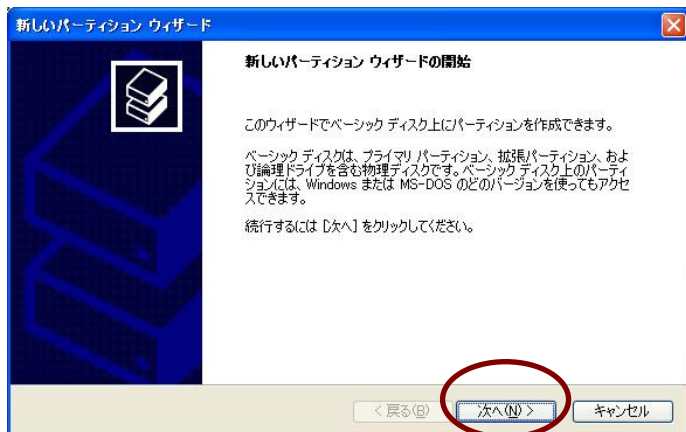 新しいパーティション ウィザード
新しいパーティション ウィザードの開始
このウィザードでベーシック ディスク上にパーティションを作成できます。
ベーシック ディスクは、プライマリ パーティション、拡張パーティション、およ
び論理ドライブを含む物理ディスクです。ベーシック ディスク上のパーティ
ションには、Windows または MS-DOS のどのバージョンを使ってもアクセ
スできます。
続行するには [次へ] をクリックしてください。
< 戻る(B)
次へ(N) >
キャンセル